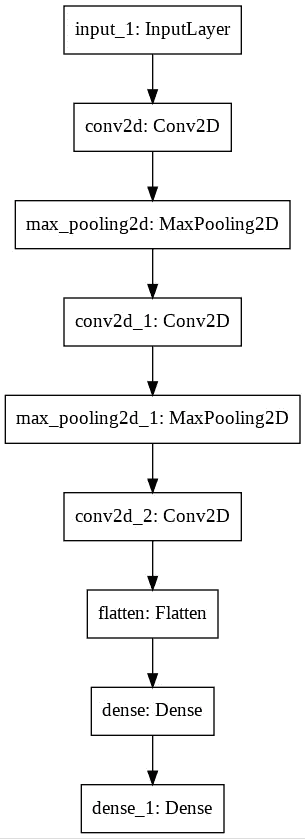 input_1: InputLayer
conv2d: Conv2D
max_pooling2d: MaxPooling2D
conv2d_1: Conv2D
max_pooling2d_1: MaxPooling2D
conv2d_2: Conv2D
flatten: Flatten
dense: Dense
dense_1: Dense